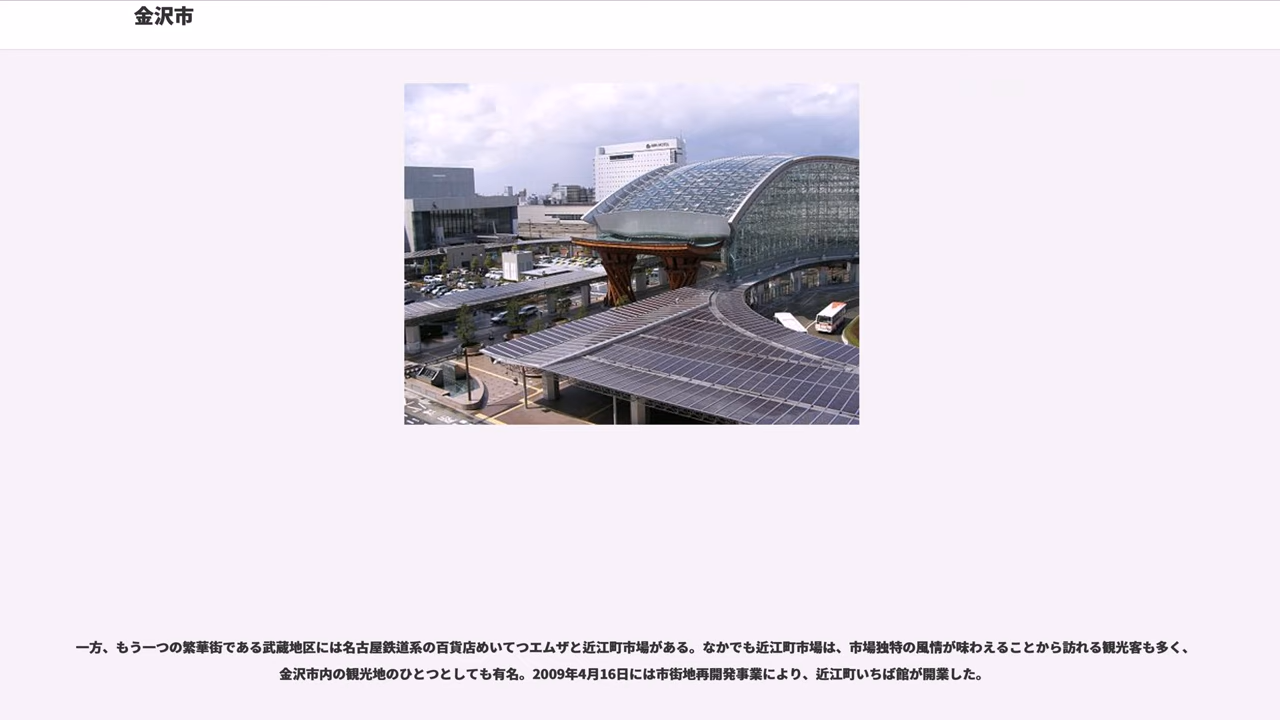 金沢市
一方、もう一つの繁華街である武蔵地区には名古屋鉄道系の百貨店めいてつエムザと近江町市場がある。なかでも近江町市場は、市場独特の風情が味わえることから訪れる観光客も多く、
金沢市内の観光地のひとつとしても有名。2009年4月16日には市街地再開発事業により、近江町いちば館が開業した。